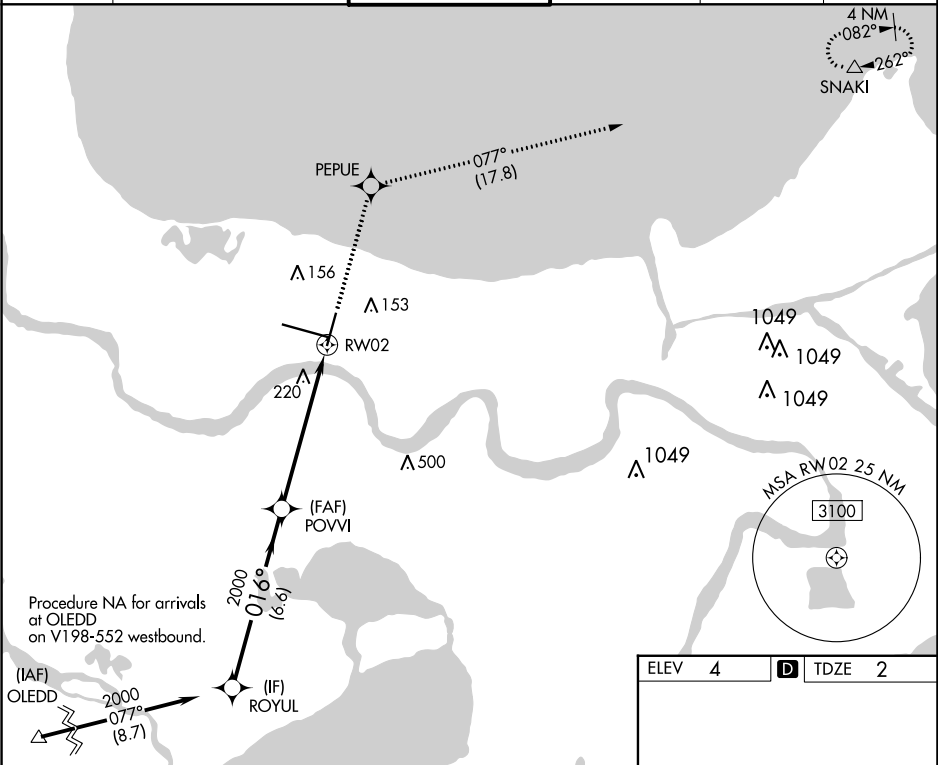 4 NM
082°
262°
SNAKI
077°
(17.8)
PEPUE
156
153
RW02
220
1049
1049
1049
500
1049
MSA RW02 25 NM
3100
(FAF)
POVVI
2000
016°
(6.6)
Procedure NA for arrivals
at OLEDD
on V198-552 westbound.
(IAF)
OLEDD
2000
077°
(8.7)
(IF)
ROYUL
ELEV 4 D TDZE 2